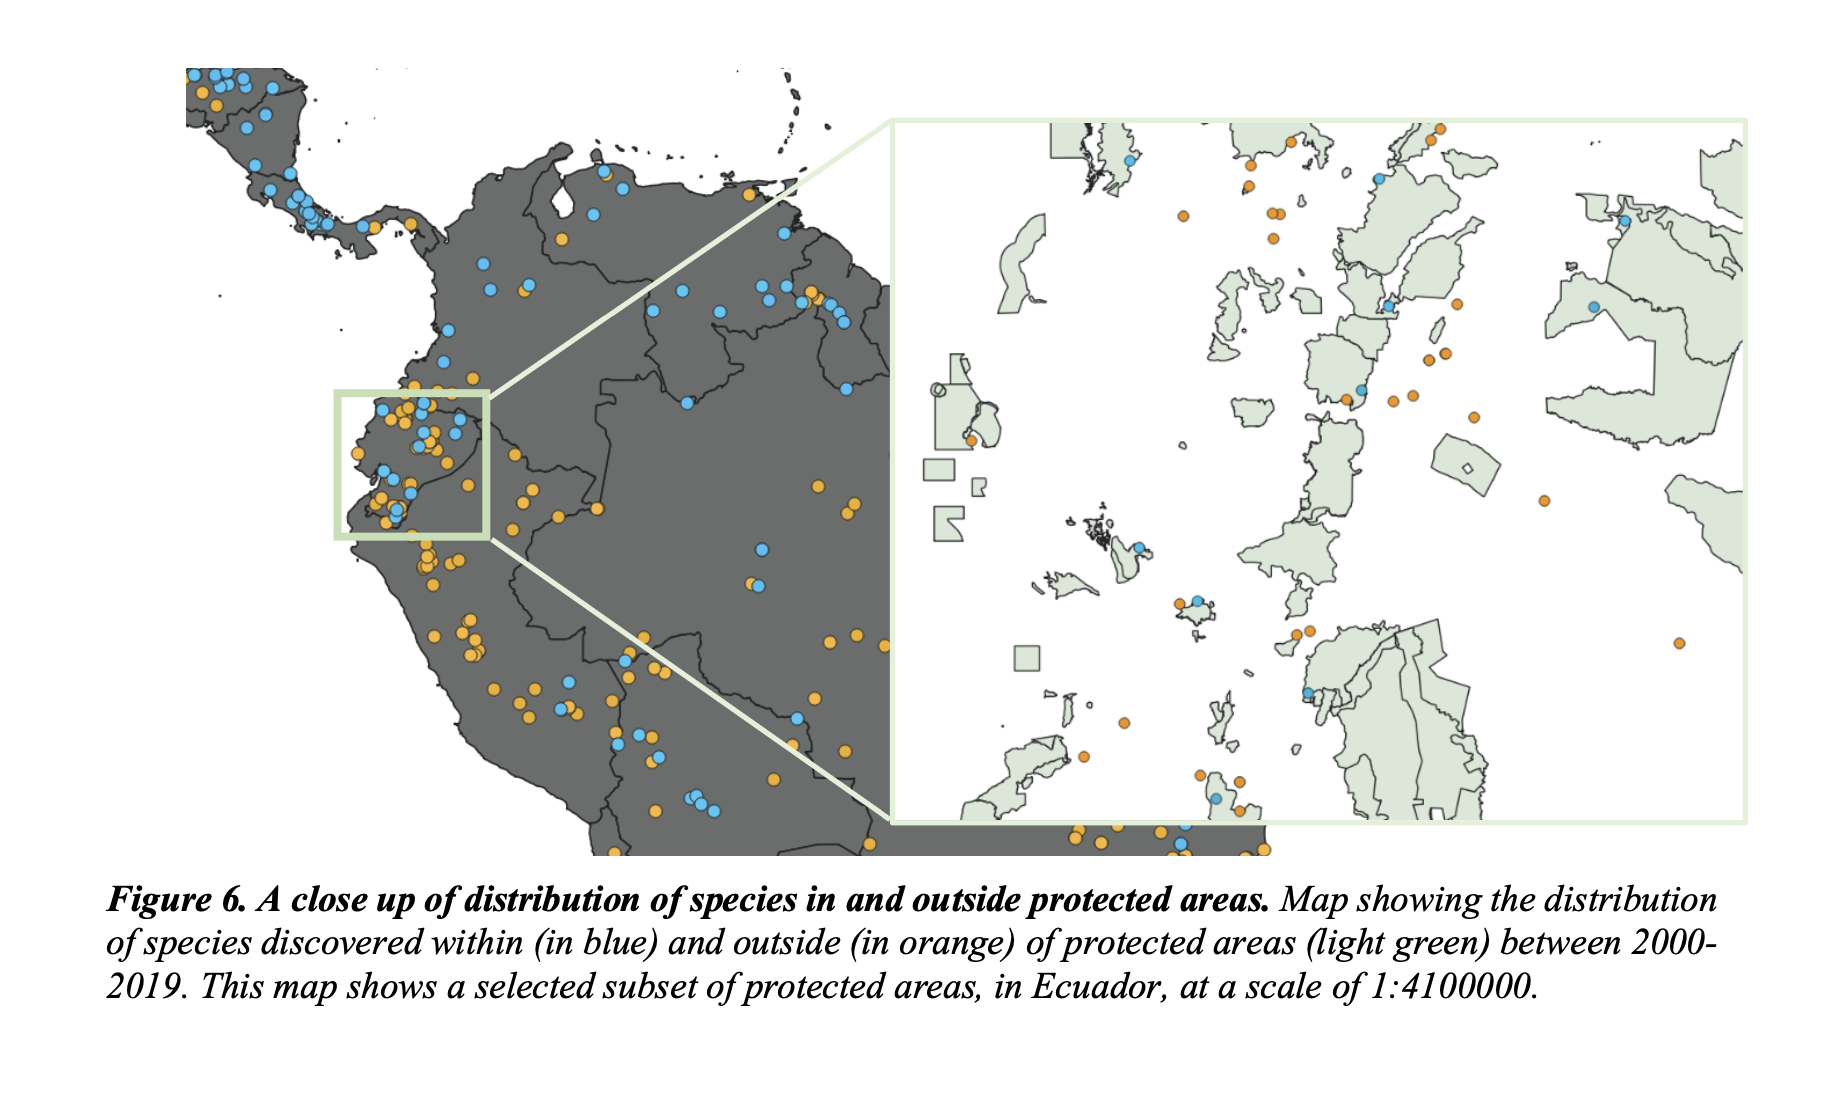 Figure 6. A close up of distribution of species in and outside protected areas. Map showing the distribution
of species discovered within (in blue) and outside (in orange) of protected areas (light green) between 2000-
2019. This map shows a selected subset of protected areas, in Ecuador, at a scale of 1:4100000.